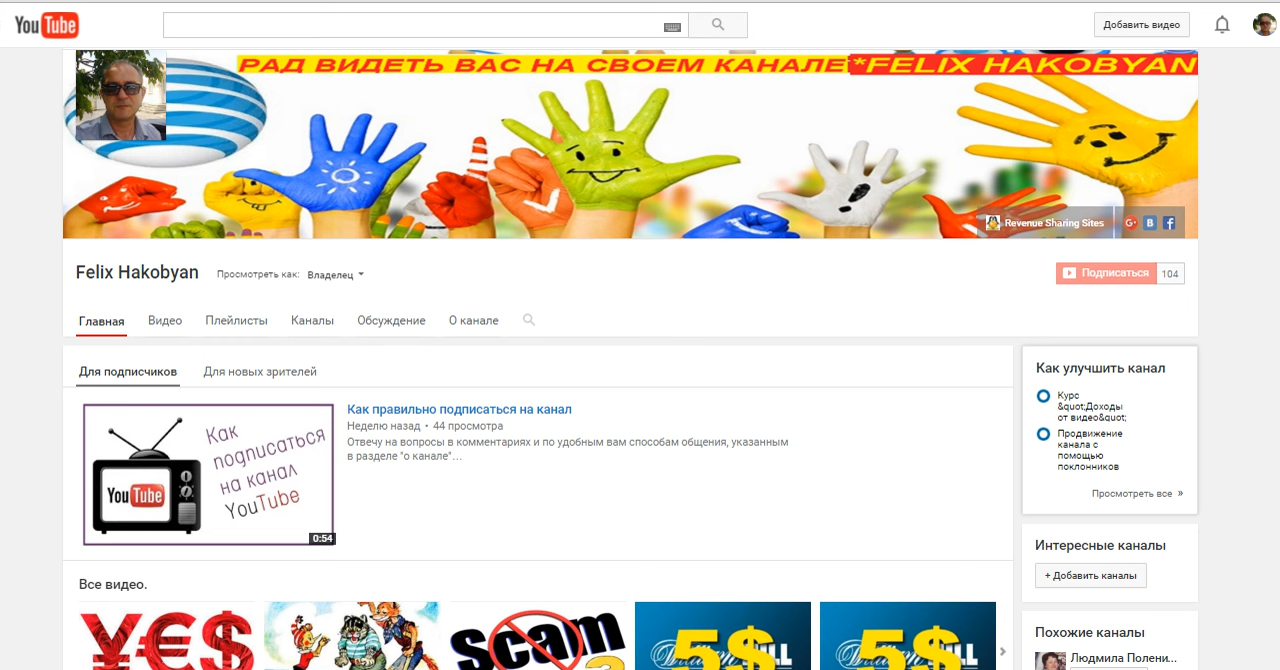 YouTube
Добавить видео
РАД ВИДЕТЬ ВАС НА СВОЕМ КАНАЛЕ*FELIX HAKOBYAN
Revenue Sharing Sites
Felix Hakobyan
Просмотреть как: Владелец
Подписаться 104
Главная Видео Плейлисты Каналы Обсуждение О канале
Для подписчиков Для новых зрителей
Как
подписаться
на канал
YouTube
YouTube
0:54
Как правильно подписаться на канал
Неделю назад • 44 просмотра
Отвечу на вопросы в комментариях и по удобным вам способам общения, указанным
в разделе "о канале"…
Все видео.
YES$
Scam
?
5$
5$
Как улучшить канал
Курс
&quot;Доходы
от видео&quot;
Продвижение
канала с
помощью
поклонников
Просмотреть все »
Интересные каналы
+ Добавить каналы
Похожие каналы
Людмила Полени...